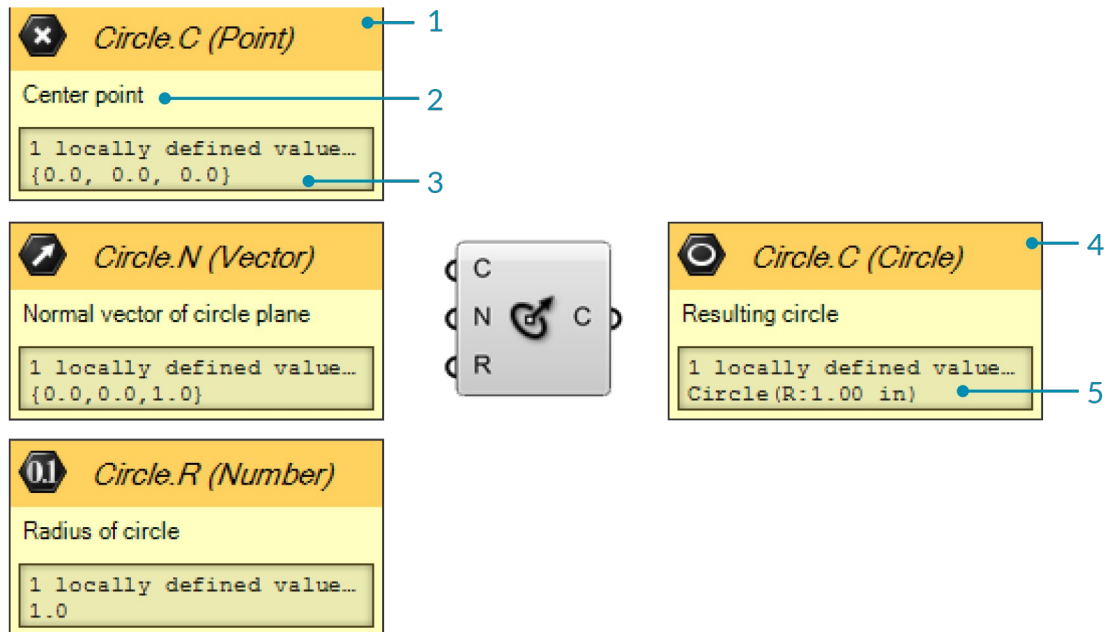 Circle.C (Point)
1
Center point
2
1 locally defined value…
{0.0, 0.0, 0.0}
3
Circle.N (Vector)
Normal vector of circle plane
1 locally defined value…
{0.0,0.0,1.0}
0.1
Circle.R (Number)
Radius of circle
1 locally defined value…
1.0
C
N
R
C
Circle.C (Circle)
4
Resulting circle
1 locally defined value…
Circle(R:1.00 in)
5